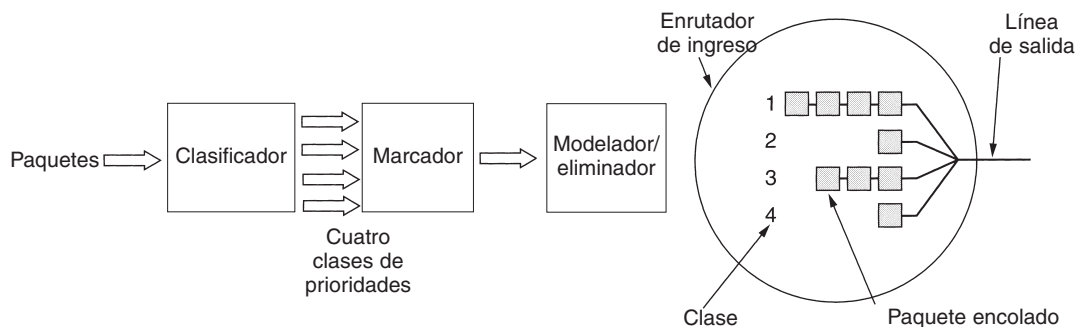 Paquetes
Clasificador
Cuatro
clases de
prioridades
Marcador
Modelador/
eliminador
Enrutador
de ingreso
Línea
de salida
1
2
3
4
Clase
Paquete encolado